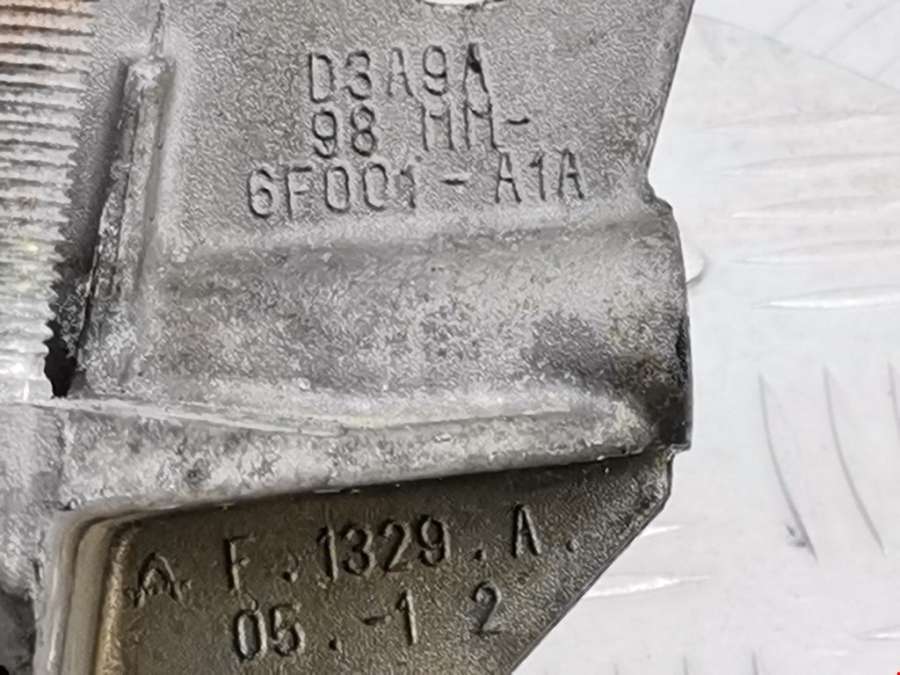 D3A9A
98 MM-
6F001-A1A
F.1329.A.
05.-1 2